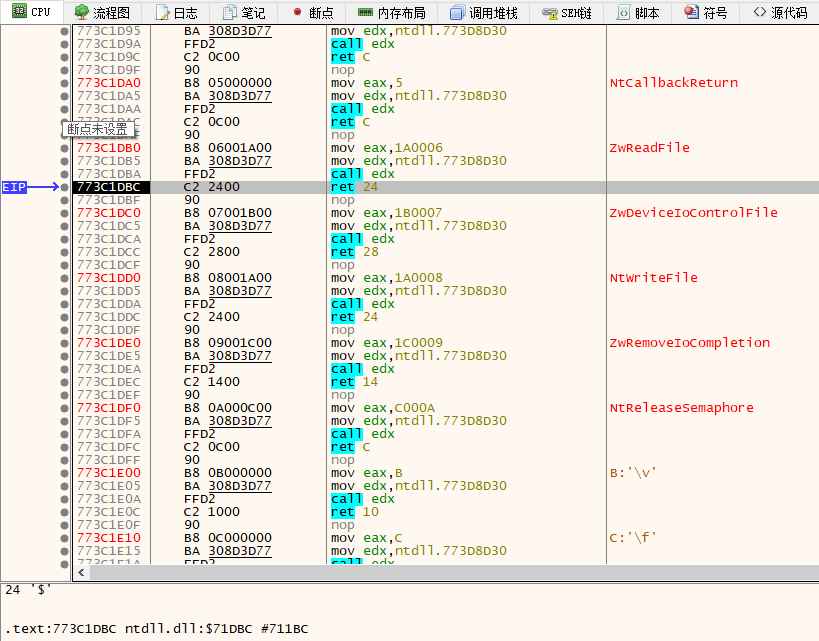 CPU 流程图 日志 笔记 断点 内存布局 调用堆栈 SEH链 脚本 符号 源代码
773C1D95 BA 308D3D77 mov edx,ntdll.773D8D30
773C1D9A FFD2 call edx
773C1D9C C2 0C00 ret C
773C1D9F 90 nop
773C1DA0 B8 05000000 mov eax,5 NtCallbackReturn
773C1DA5 BA 308D3D77 mov edx,ntdll.773D8D30
773C1DAA FFD2 call edx
C2 0C00 ret C
断点未设置 90 nop
773C1DB0 B8 06001A00 mov eax,1A0006 ZwReadFile
773C1DB5 BA 308D3D77 mov edx,ntdll.773D8D30
773C1DBA FFD2 call edx
EIP 773C1DBC C2 2400 ret 24
773C1DBF 90 nop
773C1DC0 B8 07001B00 mov eax,1B0007 ZwDeviceIoControlFile
773C1DC5 BA 308D3D77 mov edx,ntdll.773D8D30
773C1DCA FFD2 call edx
773C1DCC C2 2800 ret 28
773C1DCF 90 nop
773C1DD0 B8 08001A00 mov eax,1A0008 NtWriteFile
773C1DD5 BA 308D3D77 mov edx,ntdll.773D8D30
773C1DDA FFD2 call edx
773C1DDC C2 2400 ret 24
773C1DDF 90 nop
773C1DE0 B8 09001C00 mov eax,1C0009 ZwRemoveIoCompletion
773C1DE5 BA 308D3D77 mov edx,ntdll.773D8D30
773C1DEA FFD2 call edx
773C1DEC C2 1400 ret 14
773C1DEF 90 nop
773C1DF0 B8 0A000C00 mov eax,C000A NtReleaseSemaphore
773C1DF5 BA 308D3D77 mov edx,ntdll.773D8D30
773C1DFA FFD2 call edx
773C1DFC C2 0C00 ret C
773C1DFF 90 nop
773C1E00 B8 0B000000 mov eax,B B:'\v'
773C1E05 BA 308D3D77 mov edx,ntdll.773D8D30
773C1E0A FFD2 call edx
773C1E0C C2 1000 ret 10
773C1E0F 90 nop
773C1E10 B8 0C000000 mov eax,C C:'\f'
773C1E15 BA 308D3D77 mov edx,ntdll.773D8D30
773C1E1A FFD2 call edx
24 '$'
.text:773C1DBC ntdll.dll:$71DBC #711BC